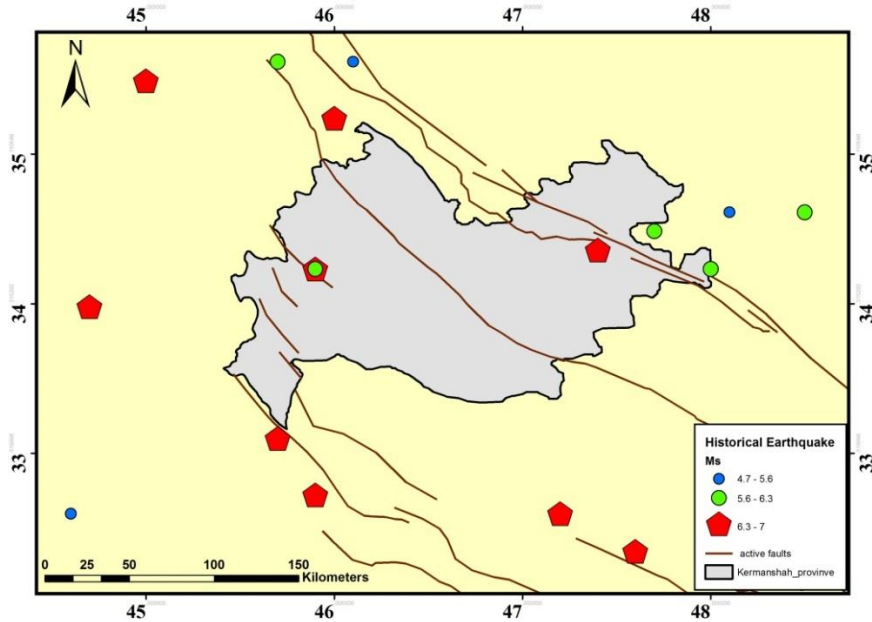 45
46
47
48
N
35
35
34
34
33
33
Historical Earthquake
Ms
4.7 - 5.6
5.6 - 6.3
6.3 - 7
active faults
Kermanshah_provinve
0 25 50 100 150
Kilometers
45
46
47
48